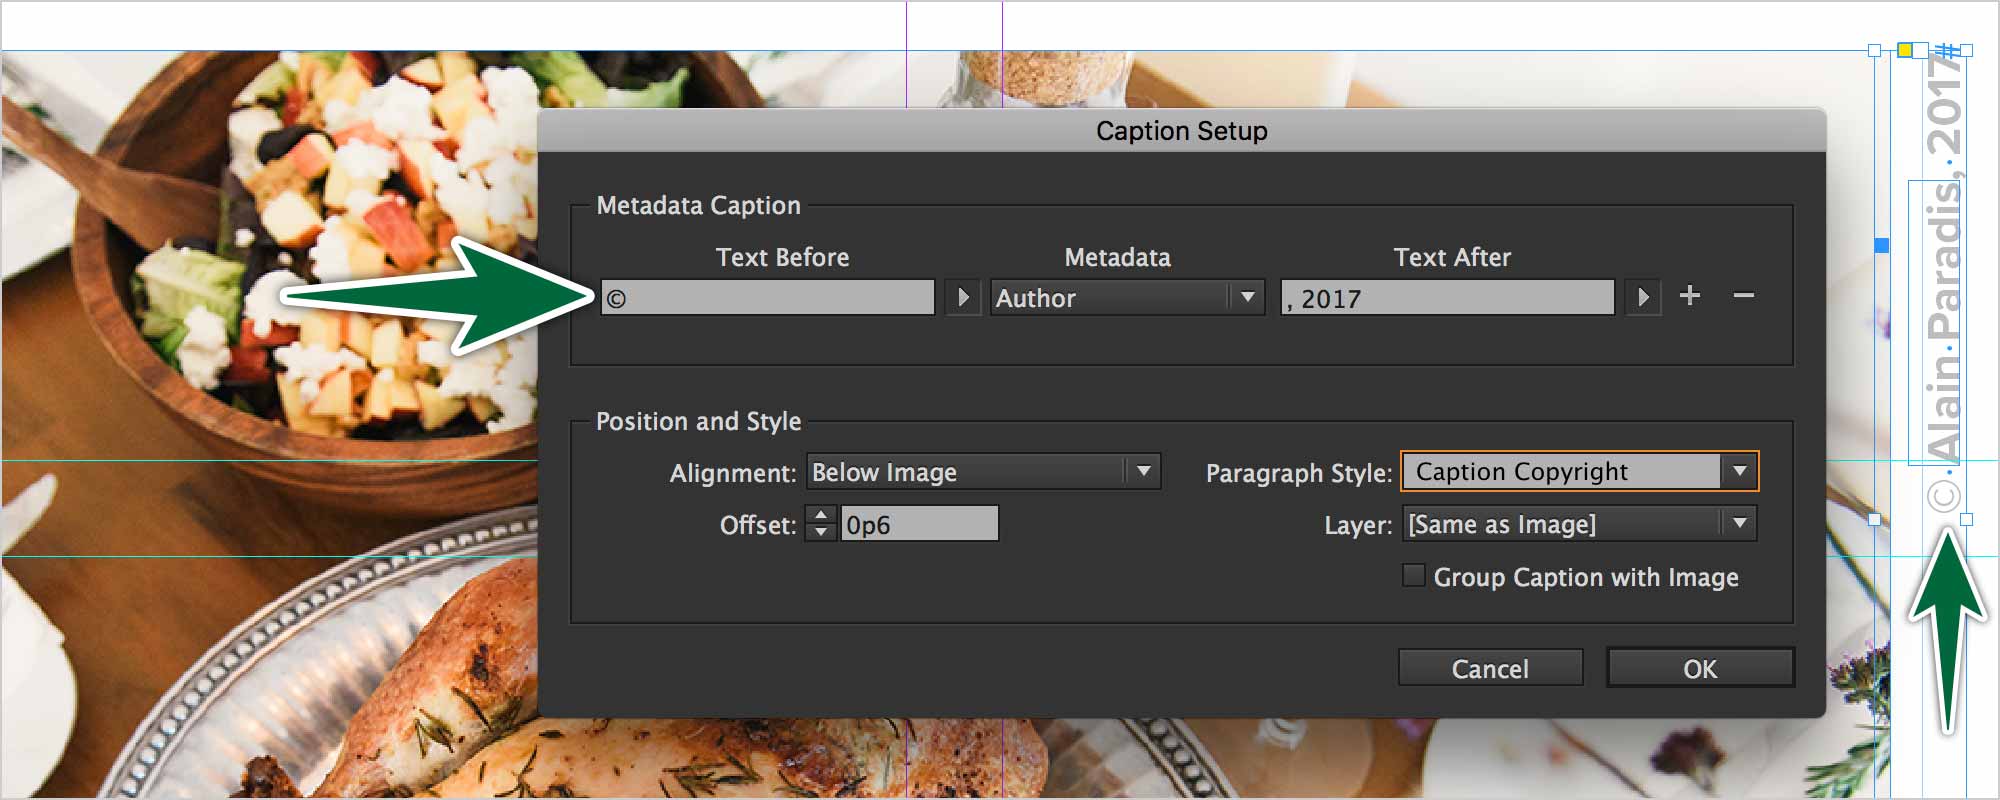 Caption Setup
Metadata Caption
Text Before
Metadata
Text After
©
Author
, 2017
Position and Style
Alignment:
Below Image
Paragraph Style:
Caption Copyright
Offset:
0p6
Layer:
[Same as Image]
Group Caption with Image
Cancel
OK
© Alain Paradis, 2017#